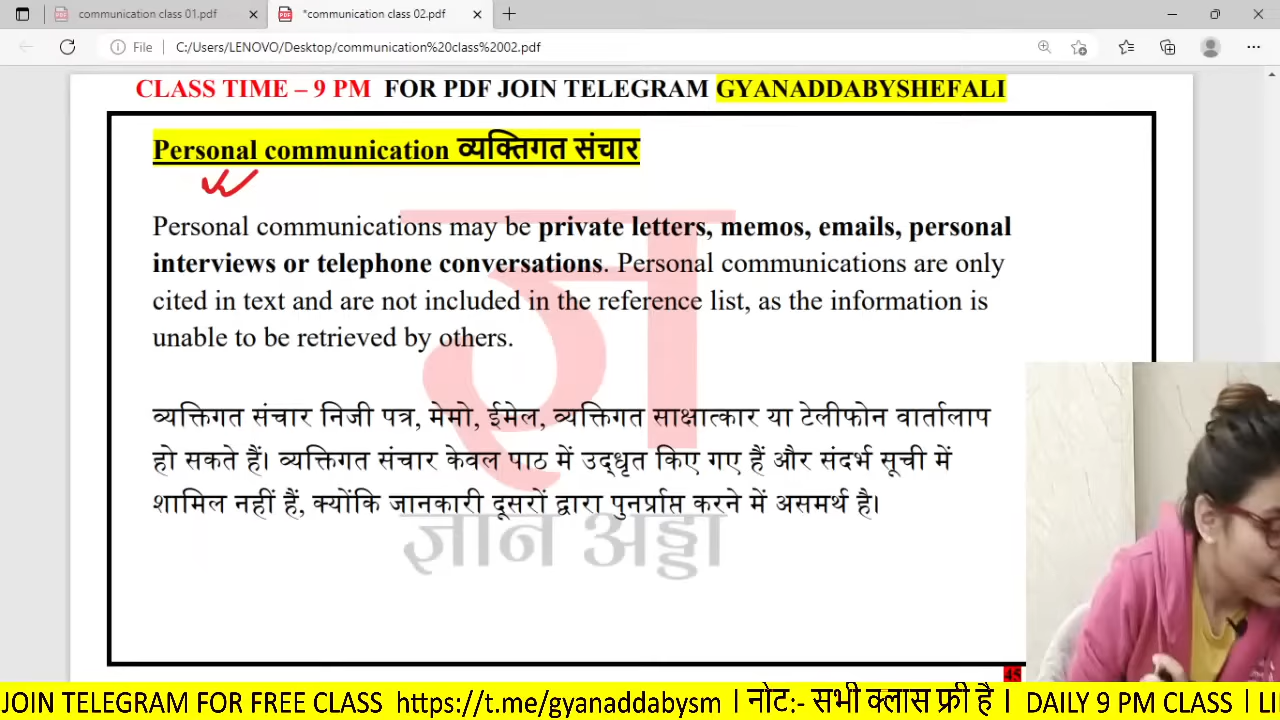 communication class 01.pdf
*communication class 02.pdf
File
C:/Users/LENOVO/Desktop/communication%20class%2002.pdf
CLASS TIME – 9 PM FOR PDF JOIN TELEGRAM GYANADDABYSHEFALI
Personal communication व्यक्तिगत संचार
Personal communications may be private letters, memos, emails, personal
interviews or telephone conversations. Personal communications are only
cited in text and are not included in the reference list, as the information is
unable to be retrieved by others.
व्यक्तिगत संचार निजी पत्र, मेमो, ईमेल, व्यक्तिगत साक्षात्कार या टेलीफोन वार्तालाप
हो सकते हैं। व्यक्तिगत संचार केवल पाठ में उद्धृत किए गए हैं और संदर्भ सूची में
शामिल नहीं हैं, क्योंकि जानकारी दूसरों द्वारा पुनर्प्राप्त करने में असमर्थ है।
ज्ञान अड्डा
45
JOIN TELEGRAM FOR FREE CLASS https://t.me/gyanaddabysm । नोट:- सभी क्लास फ्री है । DAILY 9 PM CLASS । LI